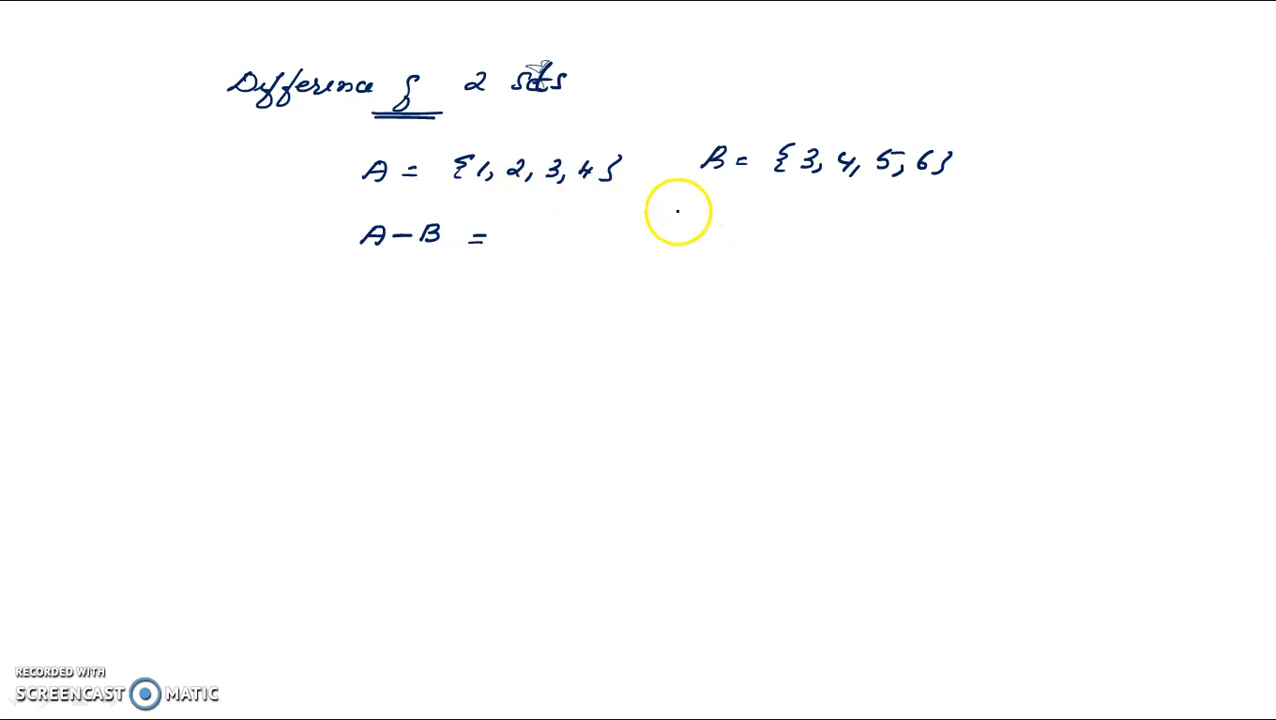 Difference of 2 sets
A = {1, 2, 3, 4} B = {3, 4, 5, 6}
A - B =
RECORDED WITH
SCREENCAST MATIC